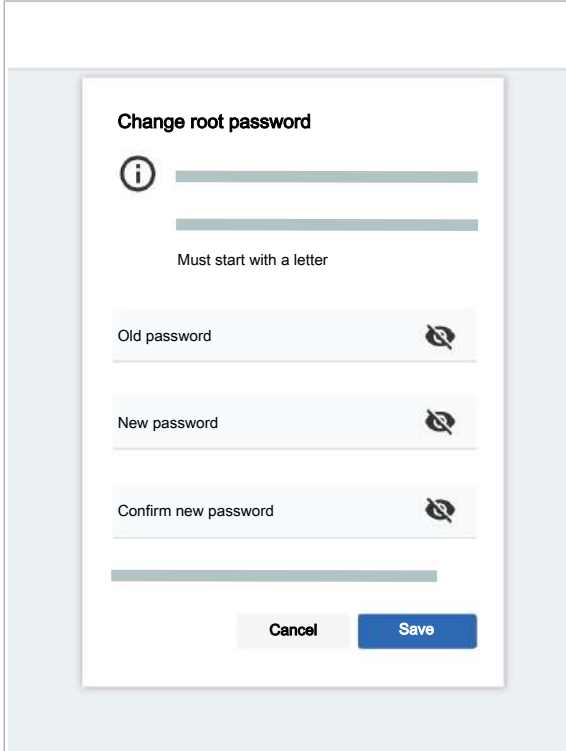 Change root password
Must start with a letter
Old password
New password
Confirm new password
Cancel
Save